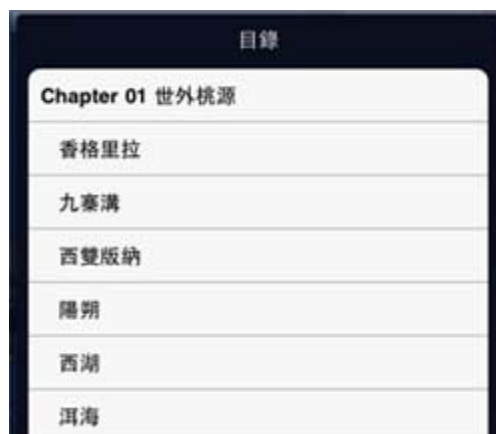 目錄
Chapter 01 世外桃源
香格里拉
九寨溝
西雙版納
陽朔
西湖
洱海